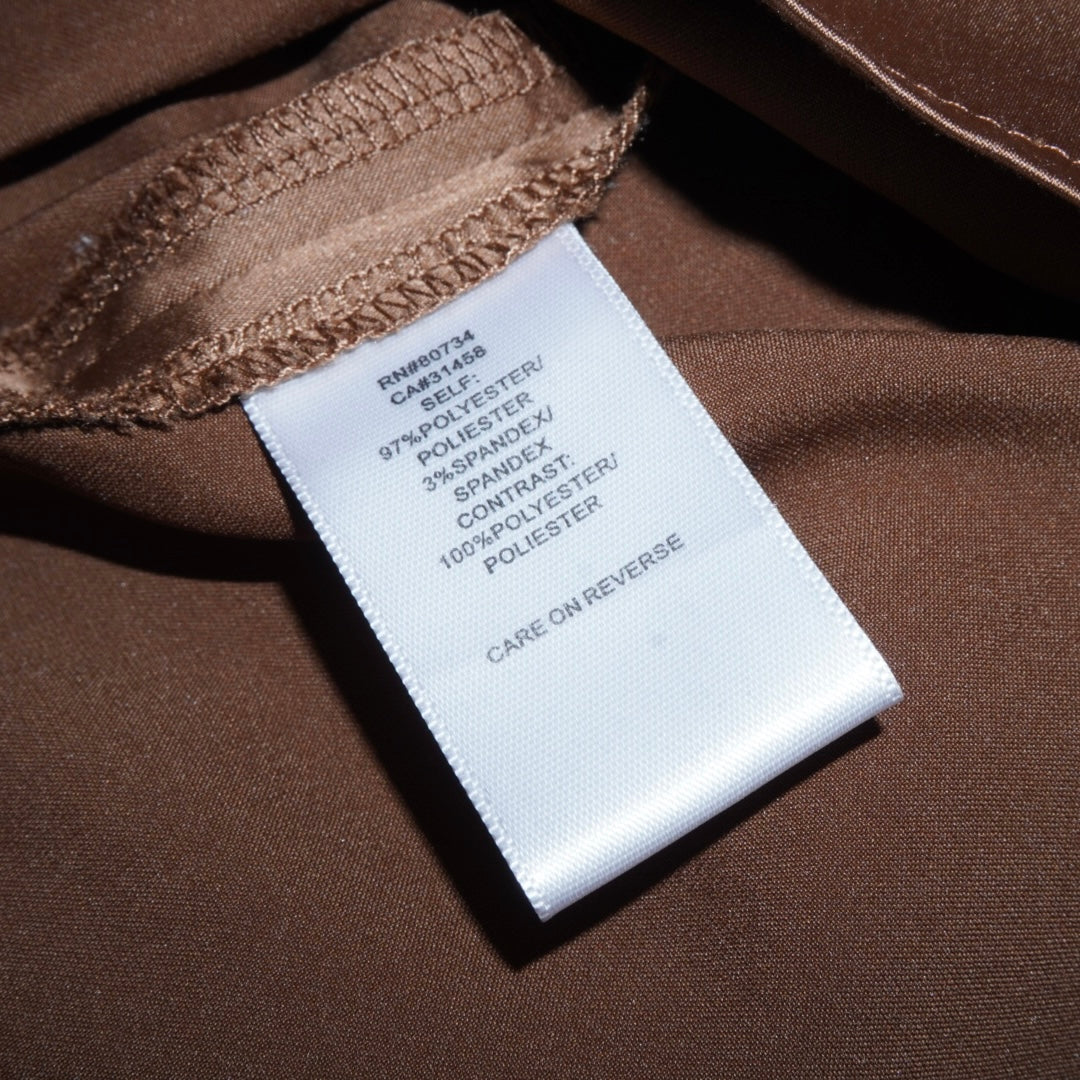 RN#80734
CA#31458
SELF:
97%POLYESTER/
POLIESTER
3%SPANDEX/
SPANDEX
CONTRAST:
100%POLYESTER/
POLIESTER
CARE ON REVERSE